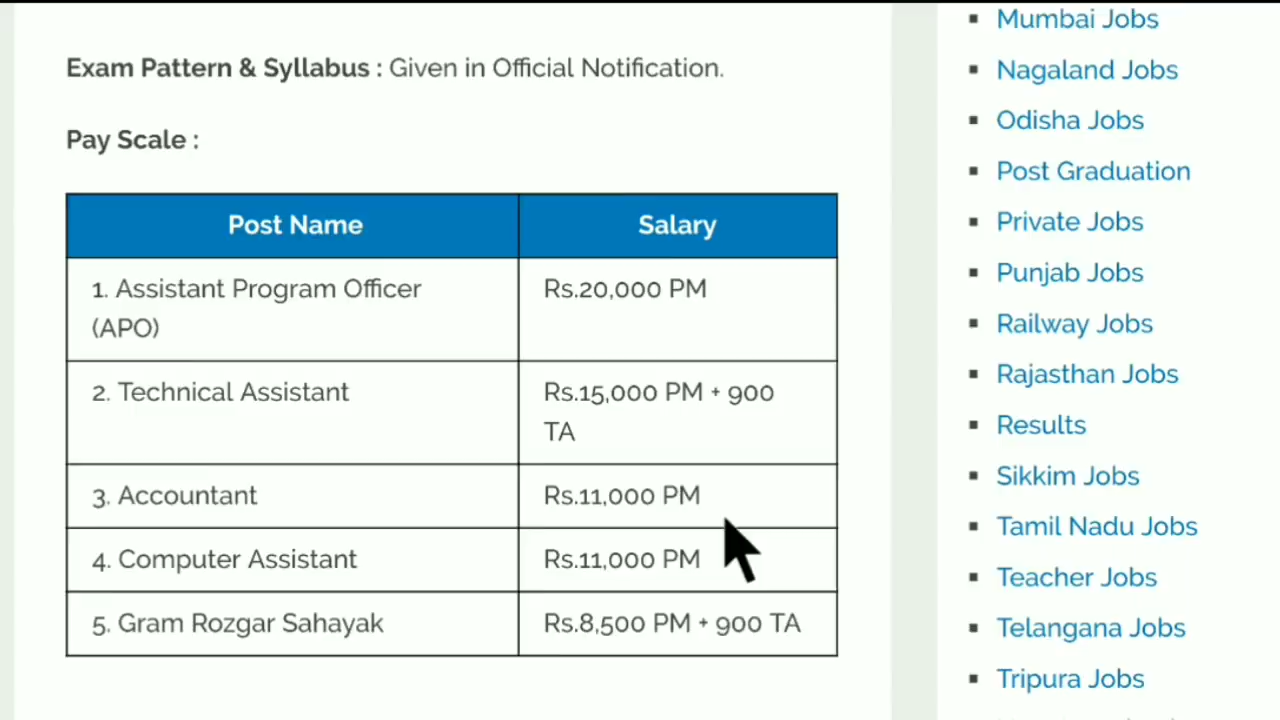 Exam Pattern & Syllabus : Given in Official Notification.
Pay Scale :
Post Name Salary
1. Assistant Program Officer Rs.20,000 PM
(APO)
2. Technical Assistant Rs.15,000 PM + 900
TA
3. Accountant Rs.11,000 PM
4. Computer Assistant Rs.11,000 PM
5. Gram Rozgar Sahayak Rs.8,500 PM + 900 TA
Mumbai Jobs
Nagaland Jobs
Odisha Jobs
Post Graduation
Private Jobs
Punjab Jobs
Railway Jobs
Rajasthan Jobs
Results
Sikkim Jobs
Tamil Nadu Jobs
Teacher Jobs
Telangana Jobs
Tripura Jobs